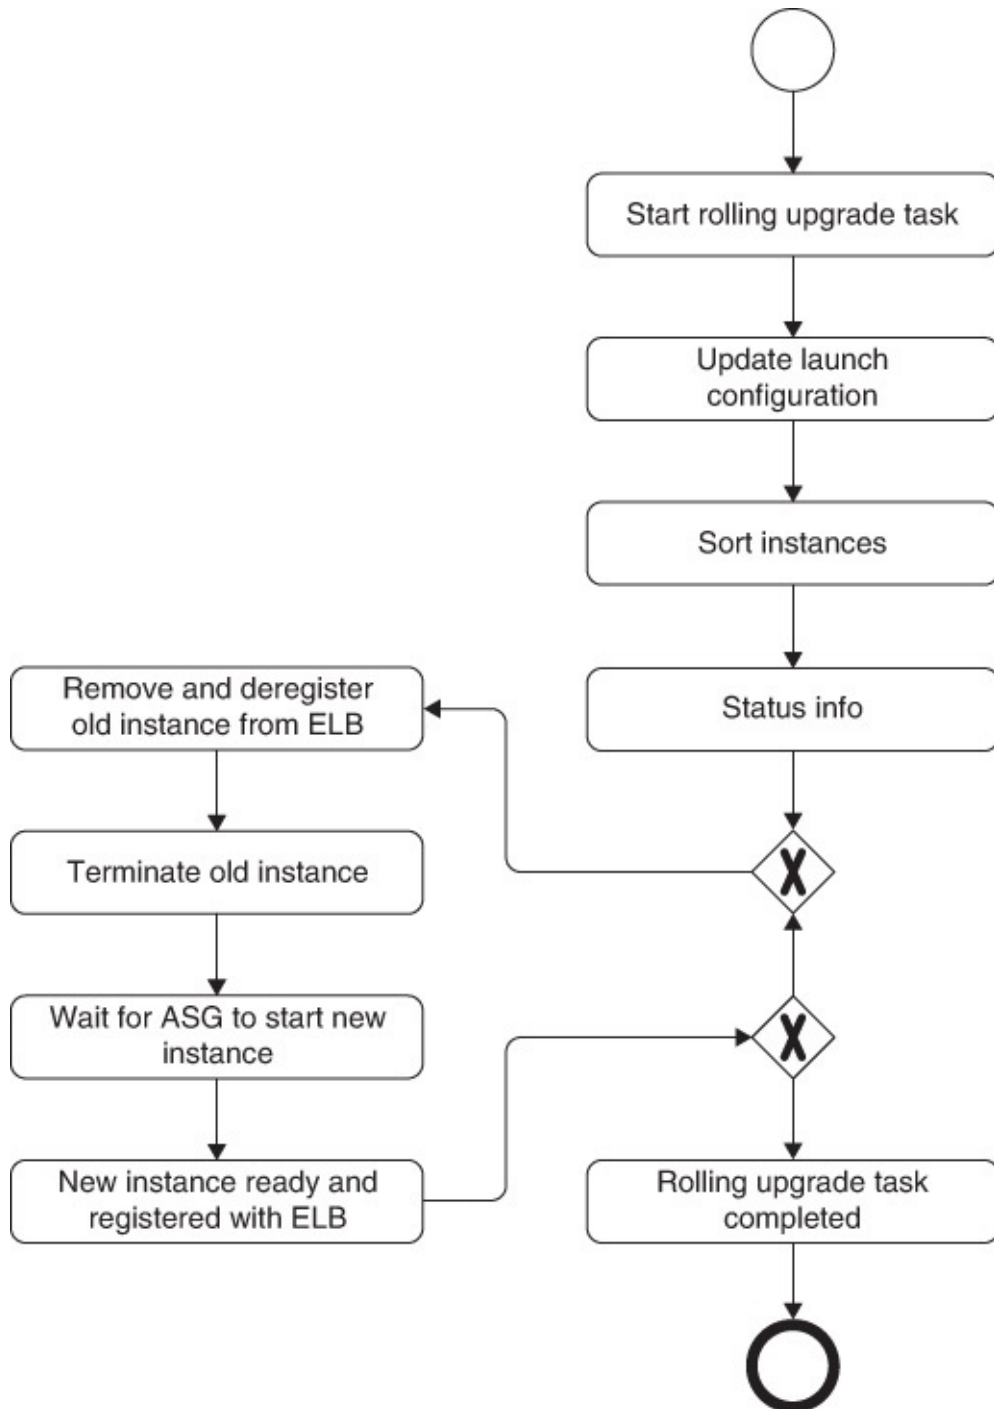 Start rolling upgrade task
Update launch
configuration
Sort instances
Status info
Remove and deregister
old instance from ELB
Terminate old instance
Wait for ASG to start new
instance
New instance ready and
registered with ELB
Rolling upgrade task
completed